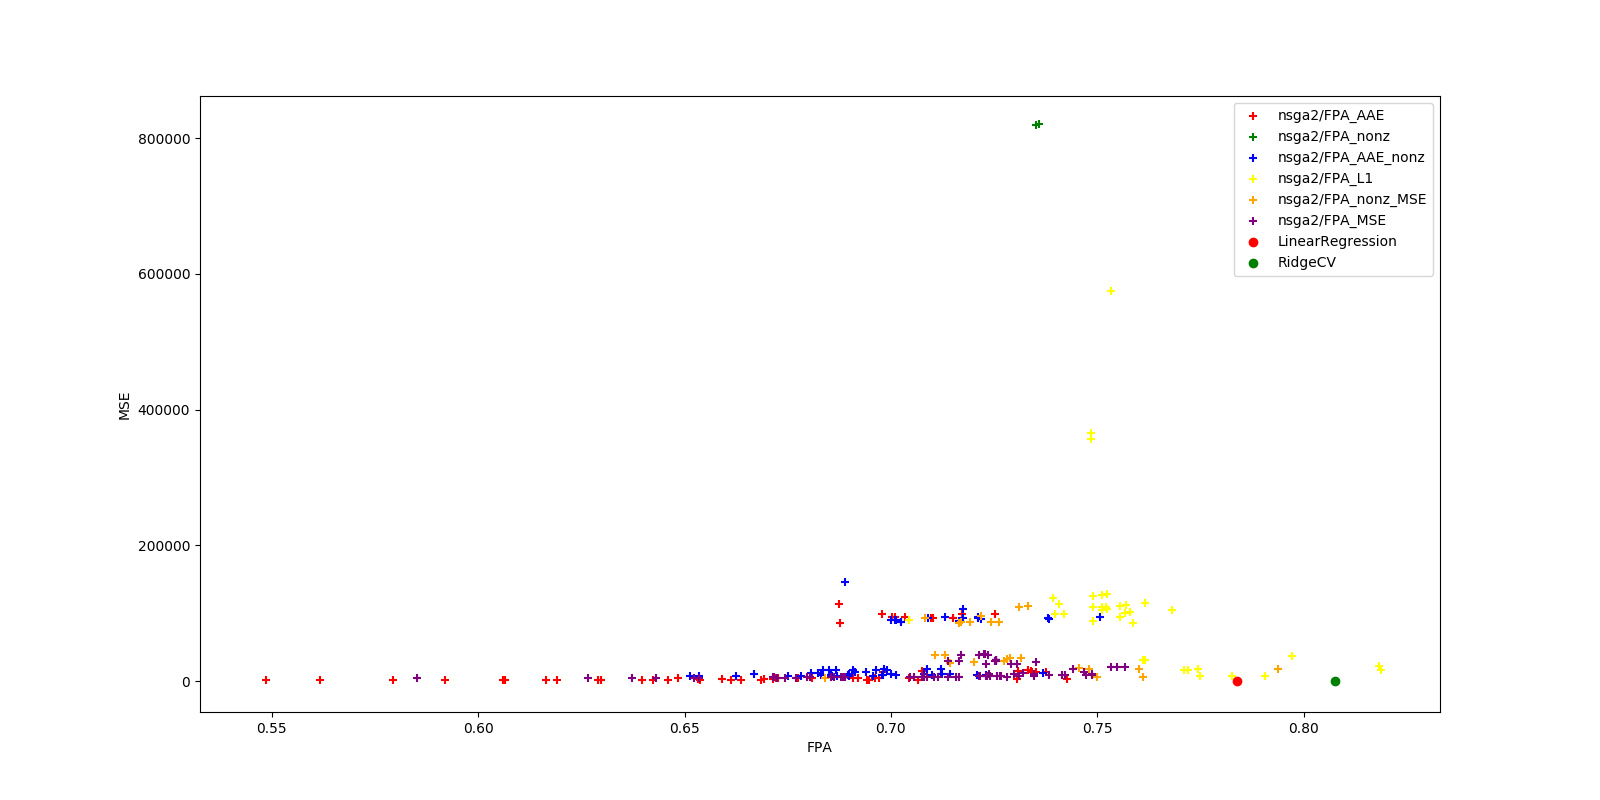 800000
600000
400000
200000
0
MSE
0.55
0.60
0.65
0.70
0.75
0.80
FPA
nsga2/FPA_AAE
nsga2/FPA_nonz
nsga2/FPA_AAE_nonz
nsga2/FPA_L1
nsga2/FPA_nonz_MSE
nsga2/FPA_MSE
LinearRegression
RidgeCV